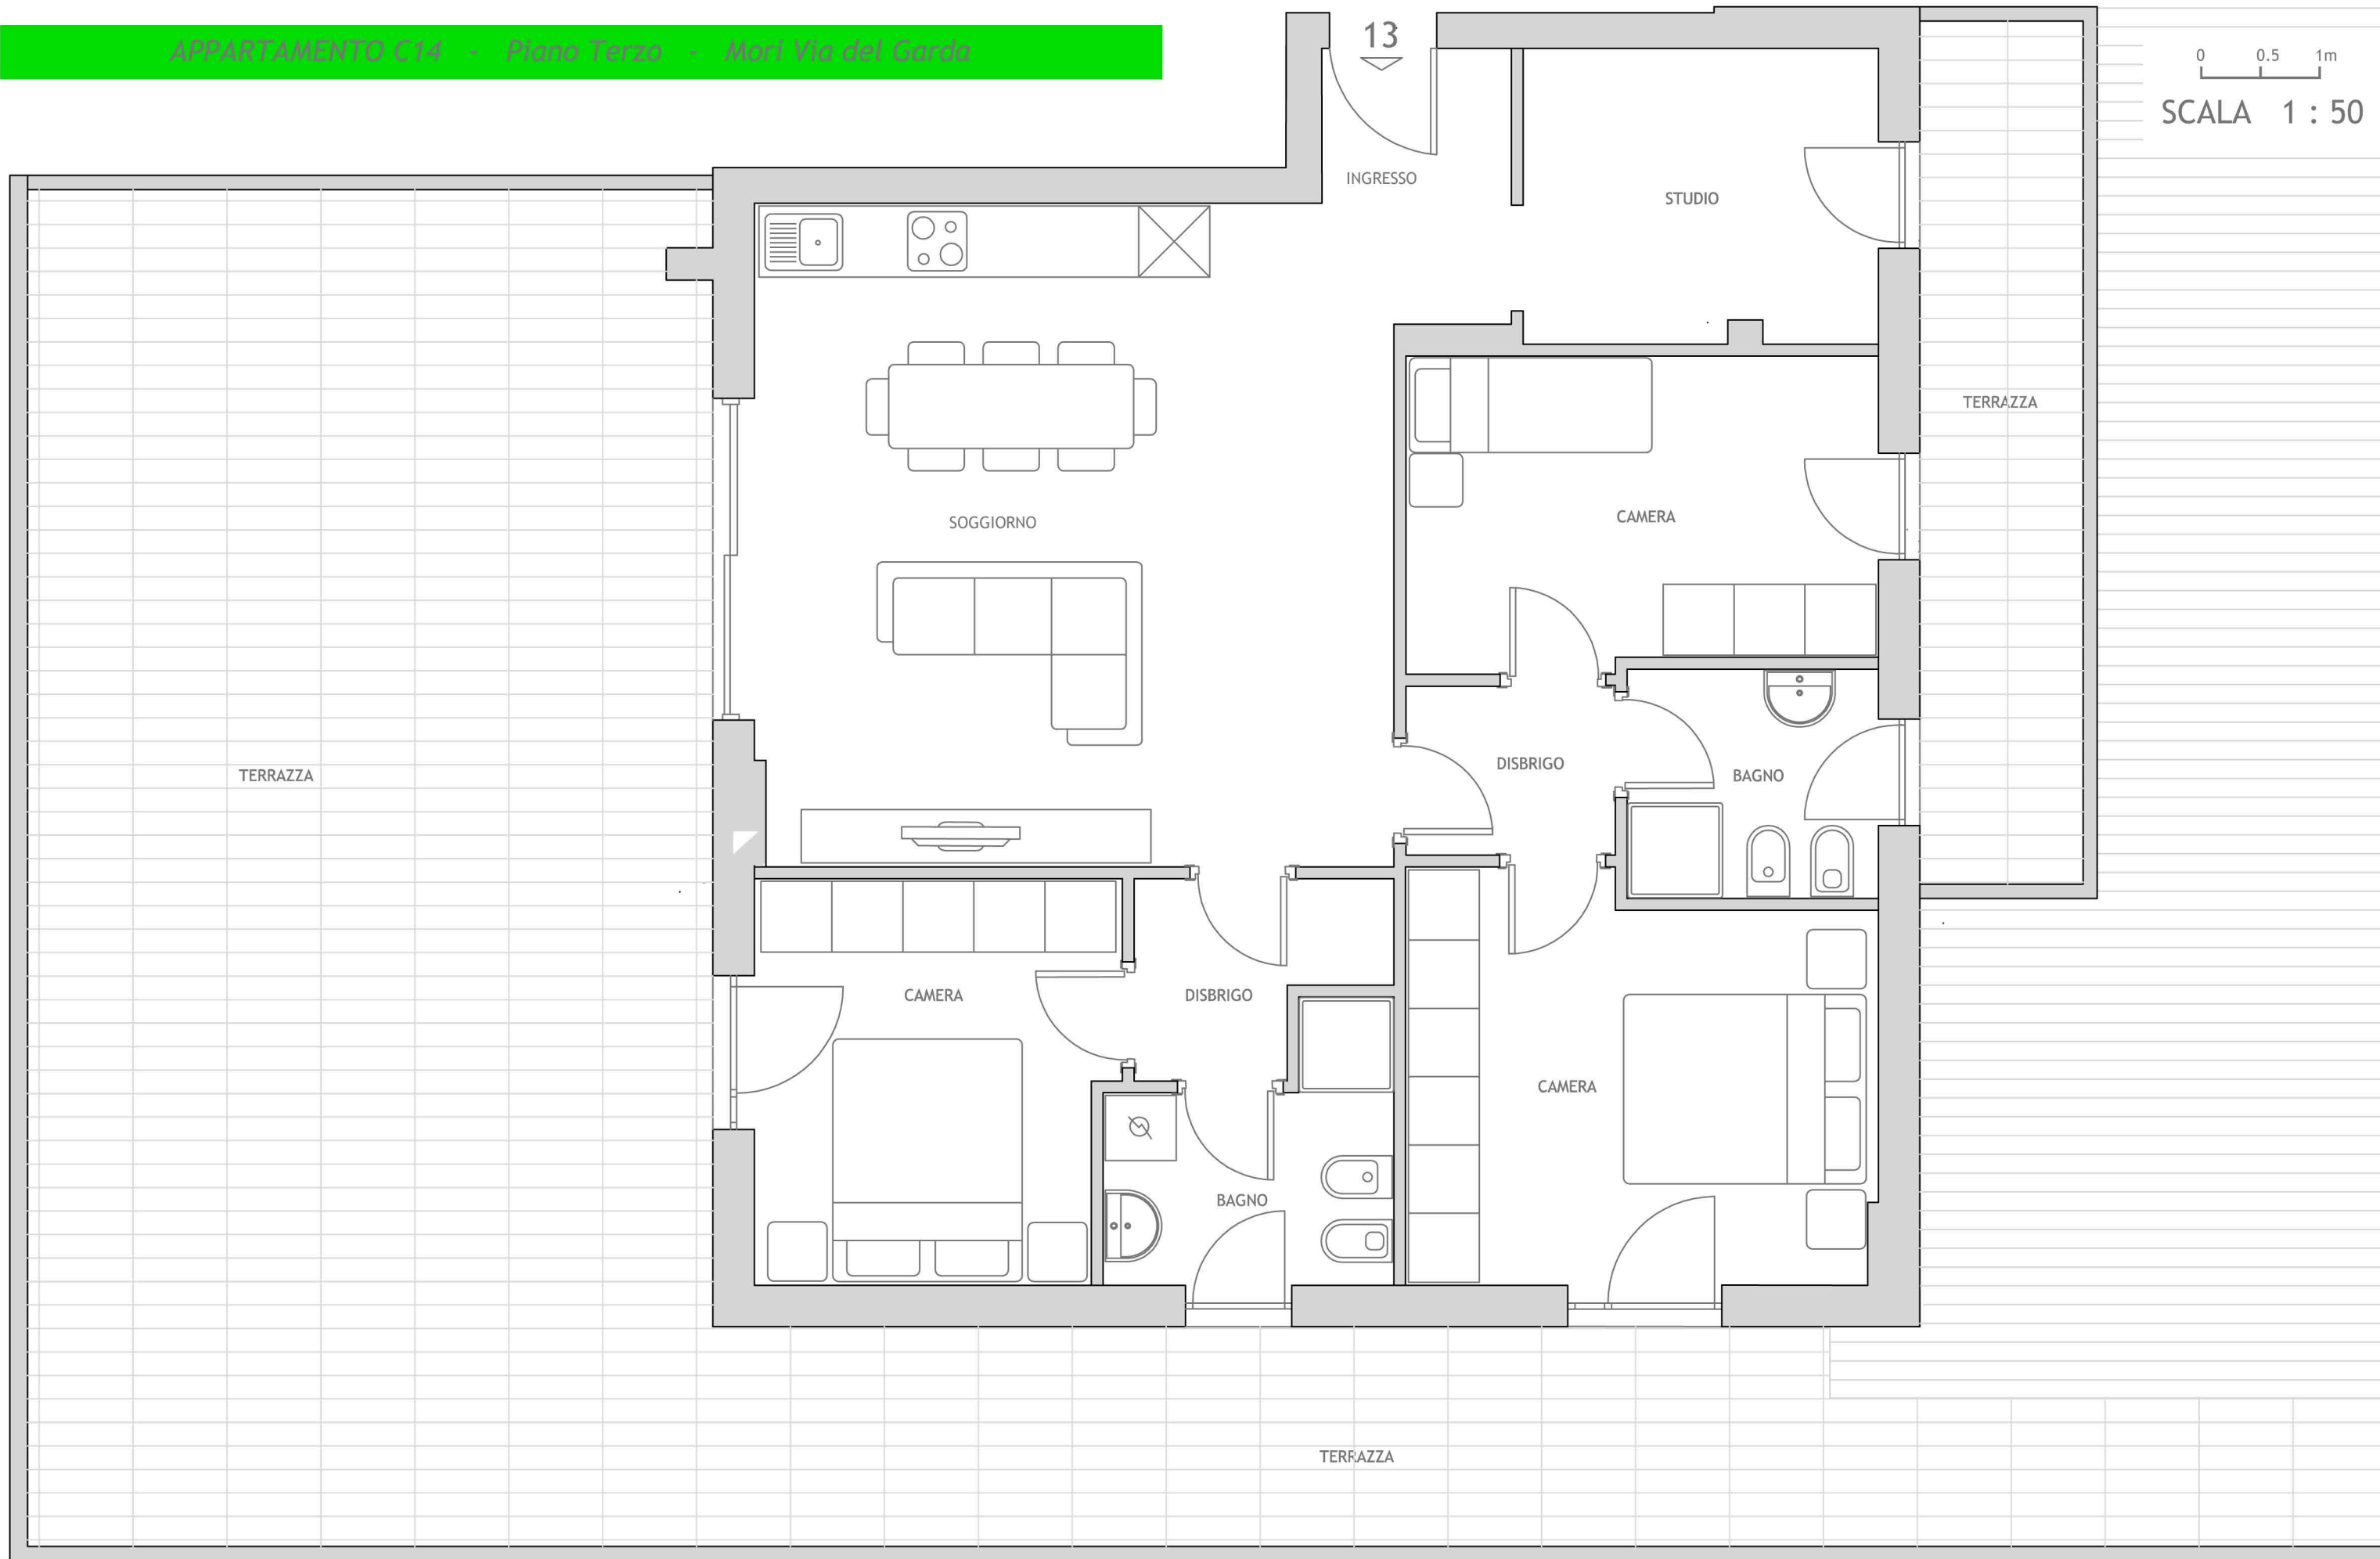 APPARTAMENTO C14 - Piano Terzo - Mori Via del Garda
13
0 0.5 1m
SCALA 1 : 50
INGRESSO
STUDIO
TERRAZZA
SOGGIORNO
CAMERA
DISBRIGO
BAGNO
TERRAZZA
CAMERA
DISBRIGO
CAMERA
BAGNO
TERRAZZA